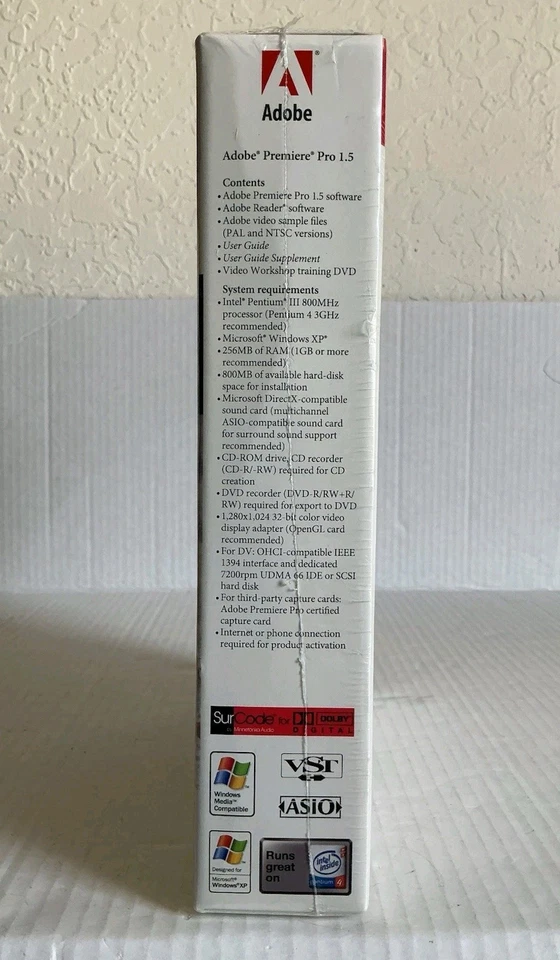 Adobe
Adobe® Premiere® Pro 1.5
Contents
• Adobe Premiere Pro 1.5 software
• Adobe Reader® software
• Adobe video sample files
(PAL and NTSC versions)
• User Guide
• User Guide Supplement
• Video Workshop training DVD
System requirements
• Intel® Pentium® III 800MHz
processor (Pentium 4 3GHz
recommended)
• Microsoft® Windows XP®
• 256MB of RAM (1GB or more
recommended)
• 800MB of available hard-disk
space for installation
• Microsoft DirectX-compatible
sound card (multichannel
ASIO-compatible sound card
for surround sound support
recommended)
• CD-ROM drive, CD recorder
(CD-R/-RW) required for CD
creation
• DVD recorder (DVD-R/RW+R/
RW) required for export to DVD
• 1,280x1,024 32-bit color video
display adapter (OpenGL card
recommended)
• For DV: OHCI-compatible IEEE
1394 interface and dedicated
7200rpm UDMA 66 IDE or SCSI
hard disk
• For third-party capture cards:
Adobe Premiere Pro certified
capture card
• Internet or phone connection
required for product activation
SurCode for DOLBY
by Minnetonka Audio DIGITAL
VST
Windows
Media™
Compatible
ASIO
Designed for
Microsoft®
Windows®XP
Runs
great
on
intel
inside
pentium 4